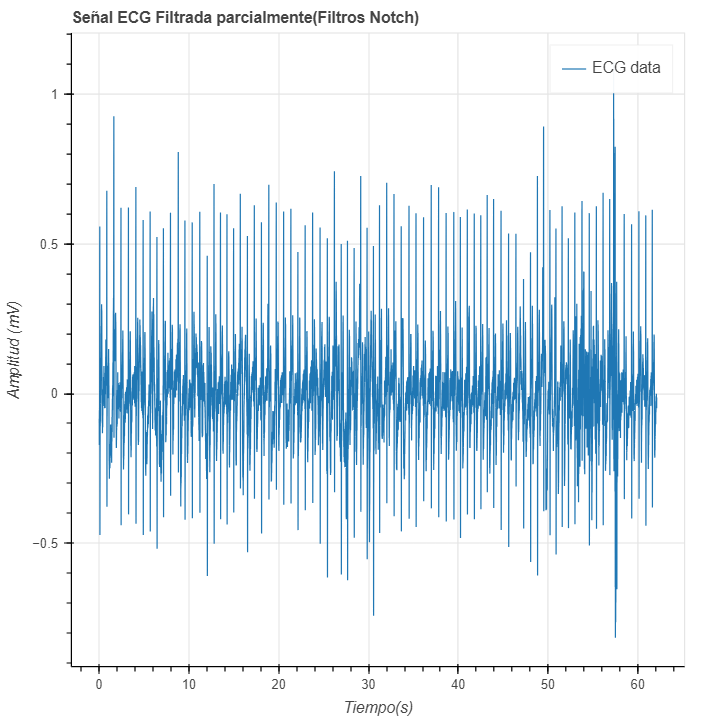 Señal ECG Filtrada parcialmente(Filtros Notch)
ECG data
1
0.5
0
−0.5
Amplitud (mV)
0 10 20 30 40 50 60
Tiempo(s)